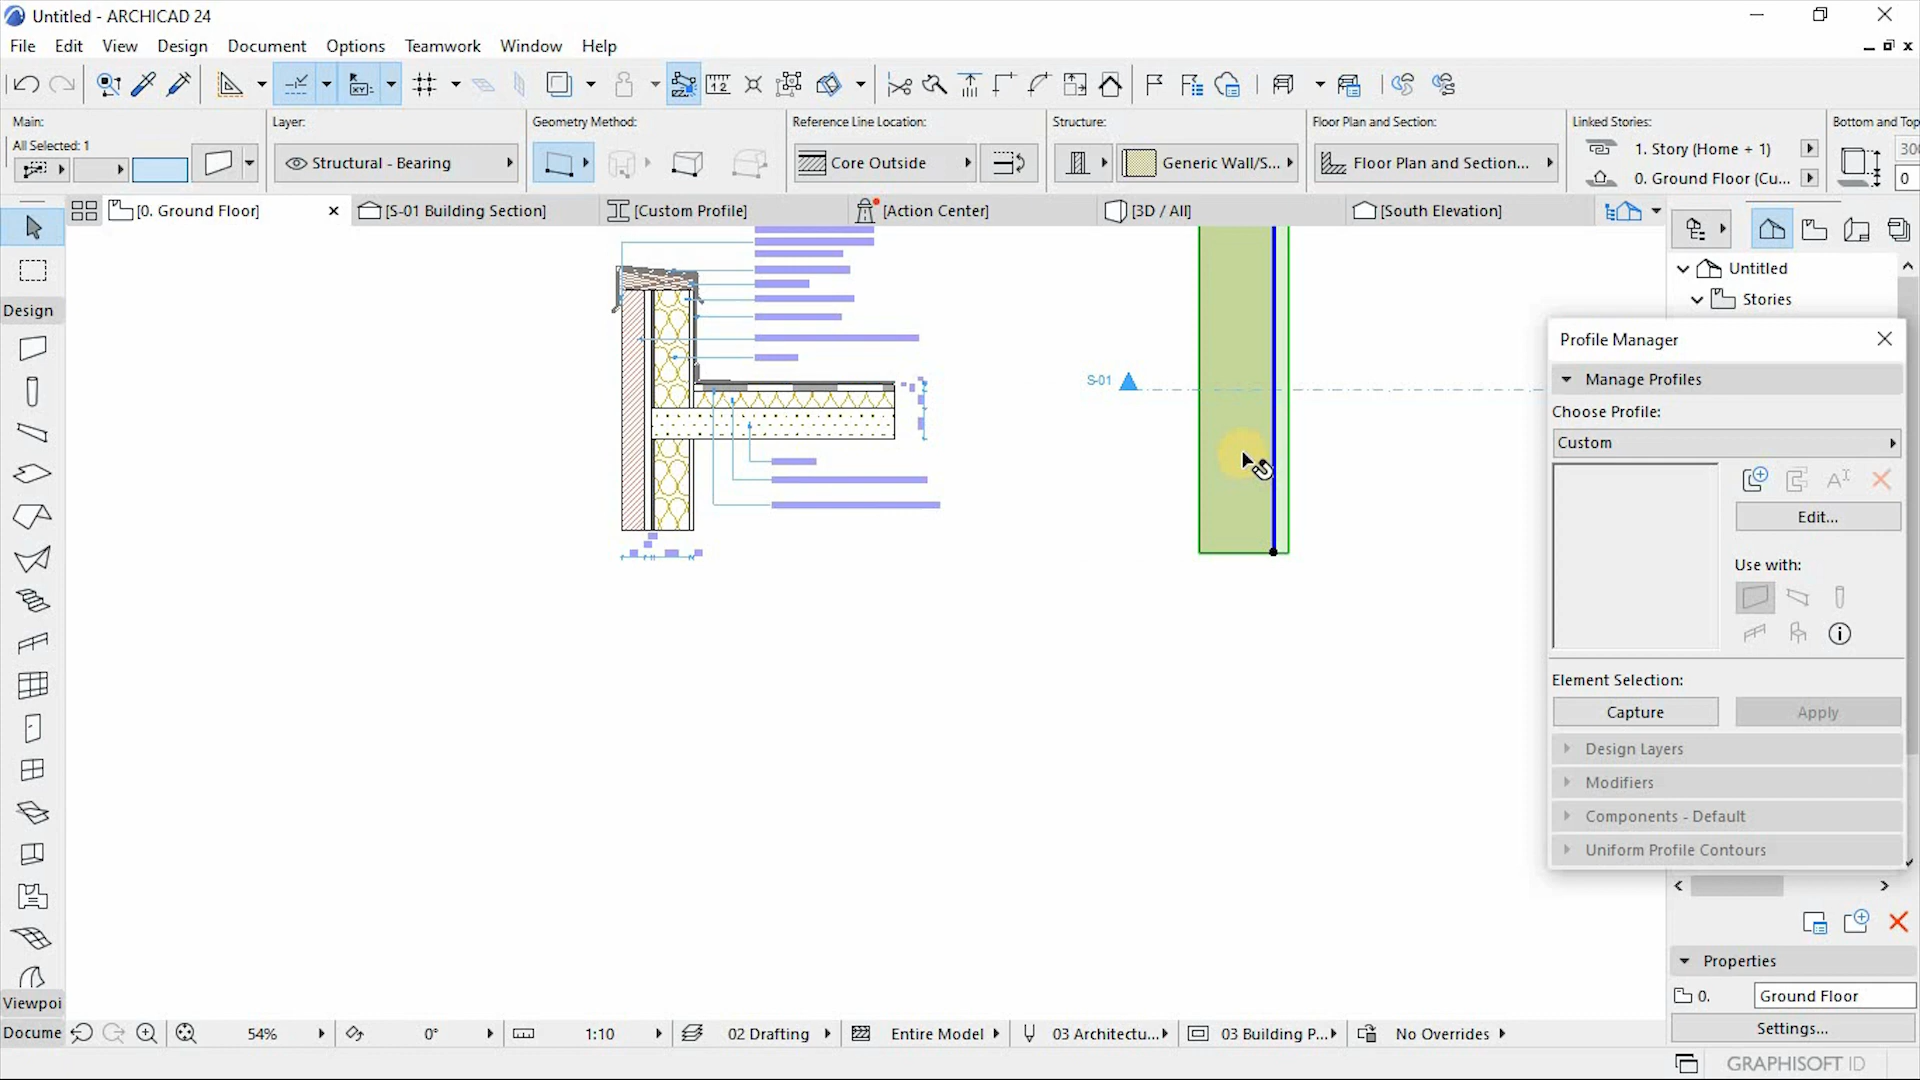 Untitled - ARCHICAD 24
File Edit View Design Document Options Teamwork Window Help
Main:
All Selected: 1
Layer:
Structural - Bearing
Geometry Method:
Reference Line Location:
Core Outside
Structure:
Generic Wall/S...
Floor Plan and Section:
Floor Plan and Section...
Linked Stories:
1. Story (Home + 1)
0. Ground Floor (Cu...
Bottom and Top
300
0
[0. Ground Floor]
[S-01 Building Section]
[Custom Profile]
[Action Center]
[3D / All]
[South Elevation]
Design
Viewpoi
Docume
S-01
Untitled
Stories
Profile Manager
Manage Profiles
Choose Profile:
Custom
Edit...
Use with:
Element Selection:
Capture
Apply
Design Layers
Modifiers
Components - Default
Uniform Profile Contours
Properties
0.
Ground Floor
Settings...
54%
0°
1:10
02 Drafting
Entire Model
03 Architectu...
03 Building P...
No Overrides
GRAPHISOFT ID